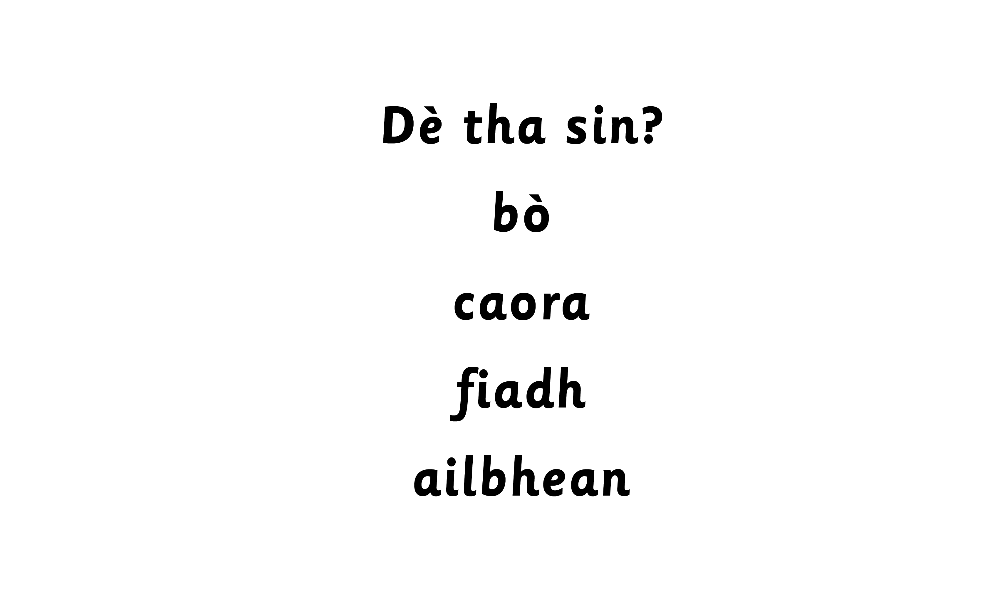 Dè tha sin?
bò
caora
fiadh
ailbhean